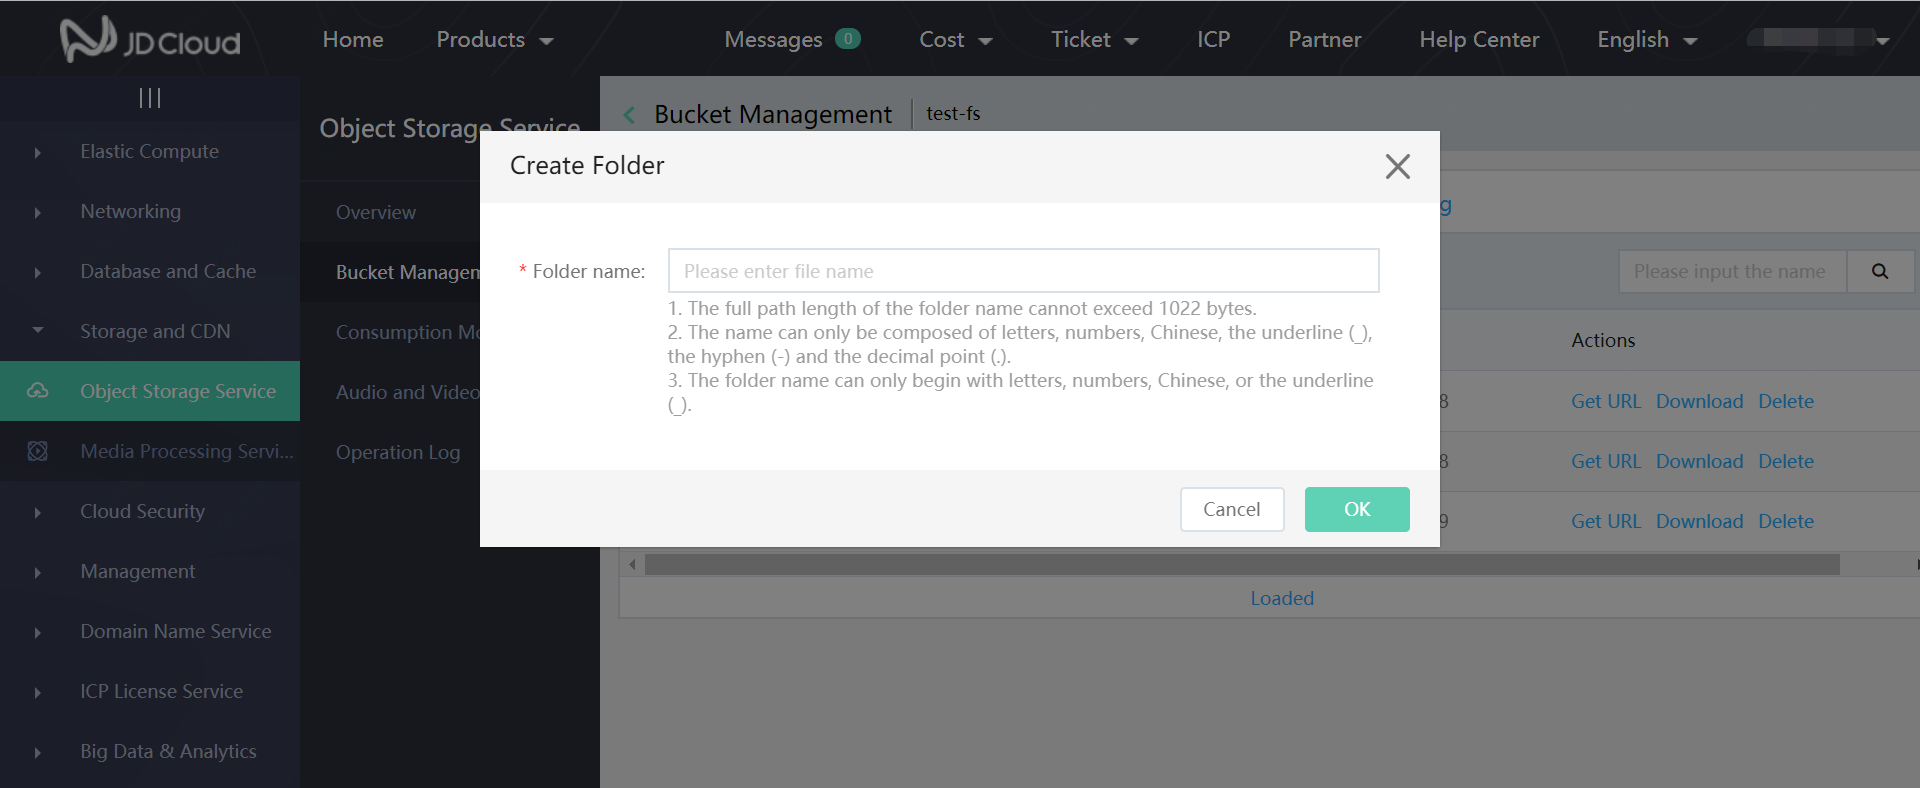 JD Cloud
Home
Products
Messages 0
Cost
Ticket
ICP
Partner
Help Center
English
Elastic Compute
Networking
Database and Cache
Storage and CDN
Object Storage Service
Media Processing Servi...
Cloud Security
Management
Domain Name Service
ICP License Service
Big Data & Analytics
Object Storage Service
Overview
Bucket Managem
Consumption Mo
Audio and Video
Operation Log
Bucket Management
test-fs
Create Folder
* Folder name:
Please enter file name
1. The full path length of the folder name cannot exceed 1022 bytes.
2. The name can only be composed of letters, numbers, Chinese, the underline (_),
the hyphen (-) and the decimal point (.).
3. The folder name can only begin with letters, numbers, Chinese, or the underline
(_).
Cancel
OK
g
Please input the name
Actions
8 Get URL Download Delete
8 Get URL Download Delete
9 Get URL Download Delete
Loaded